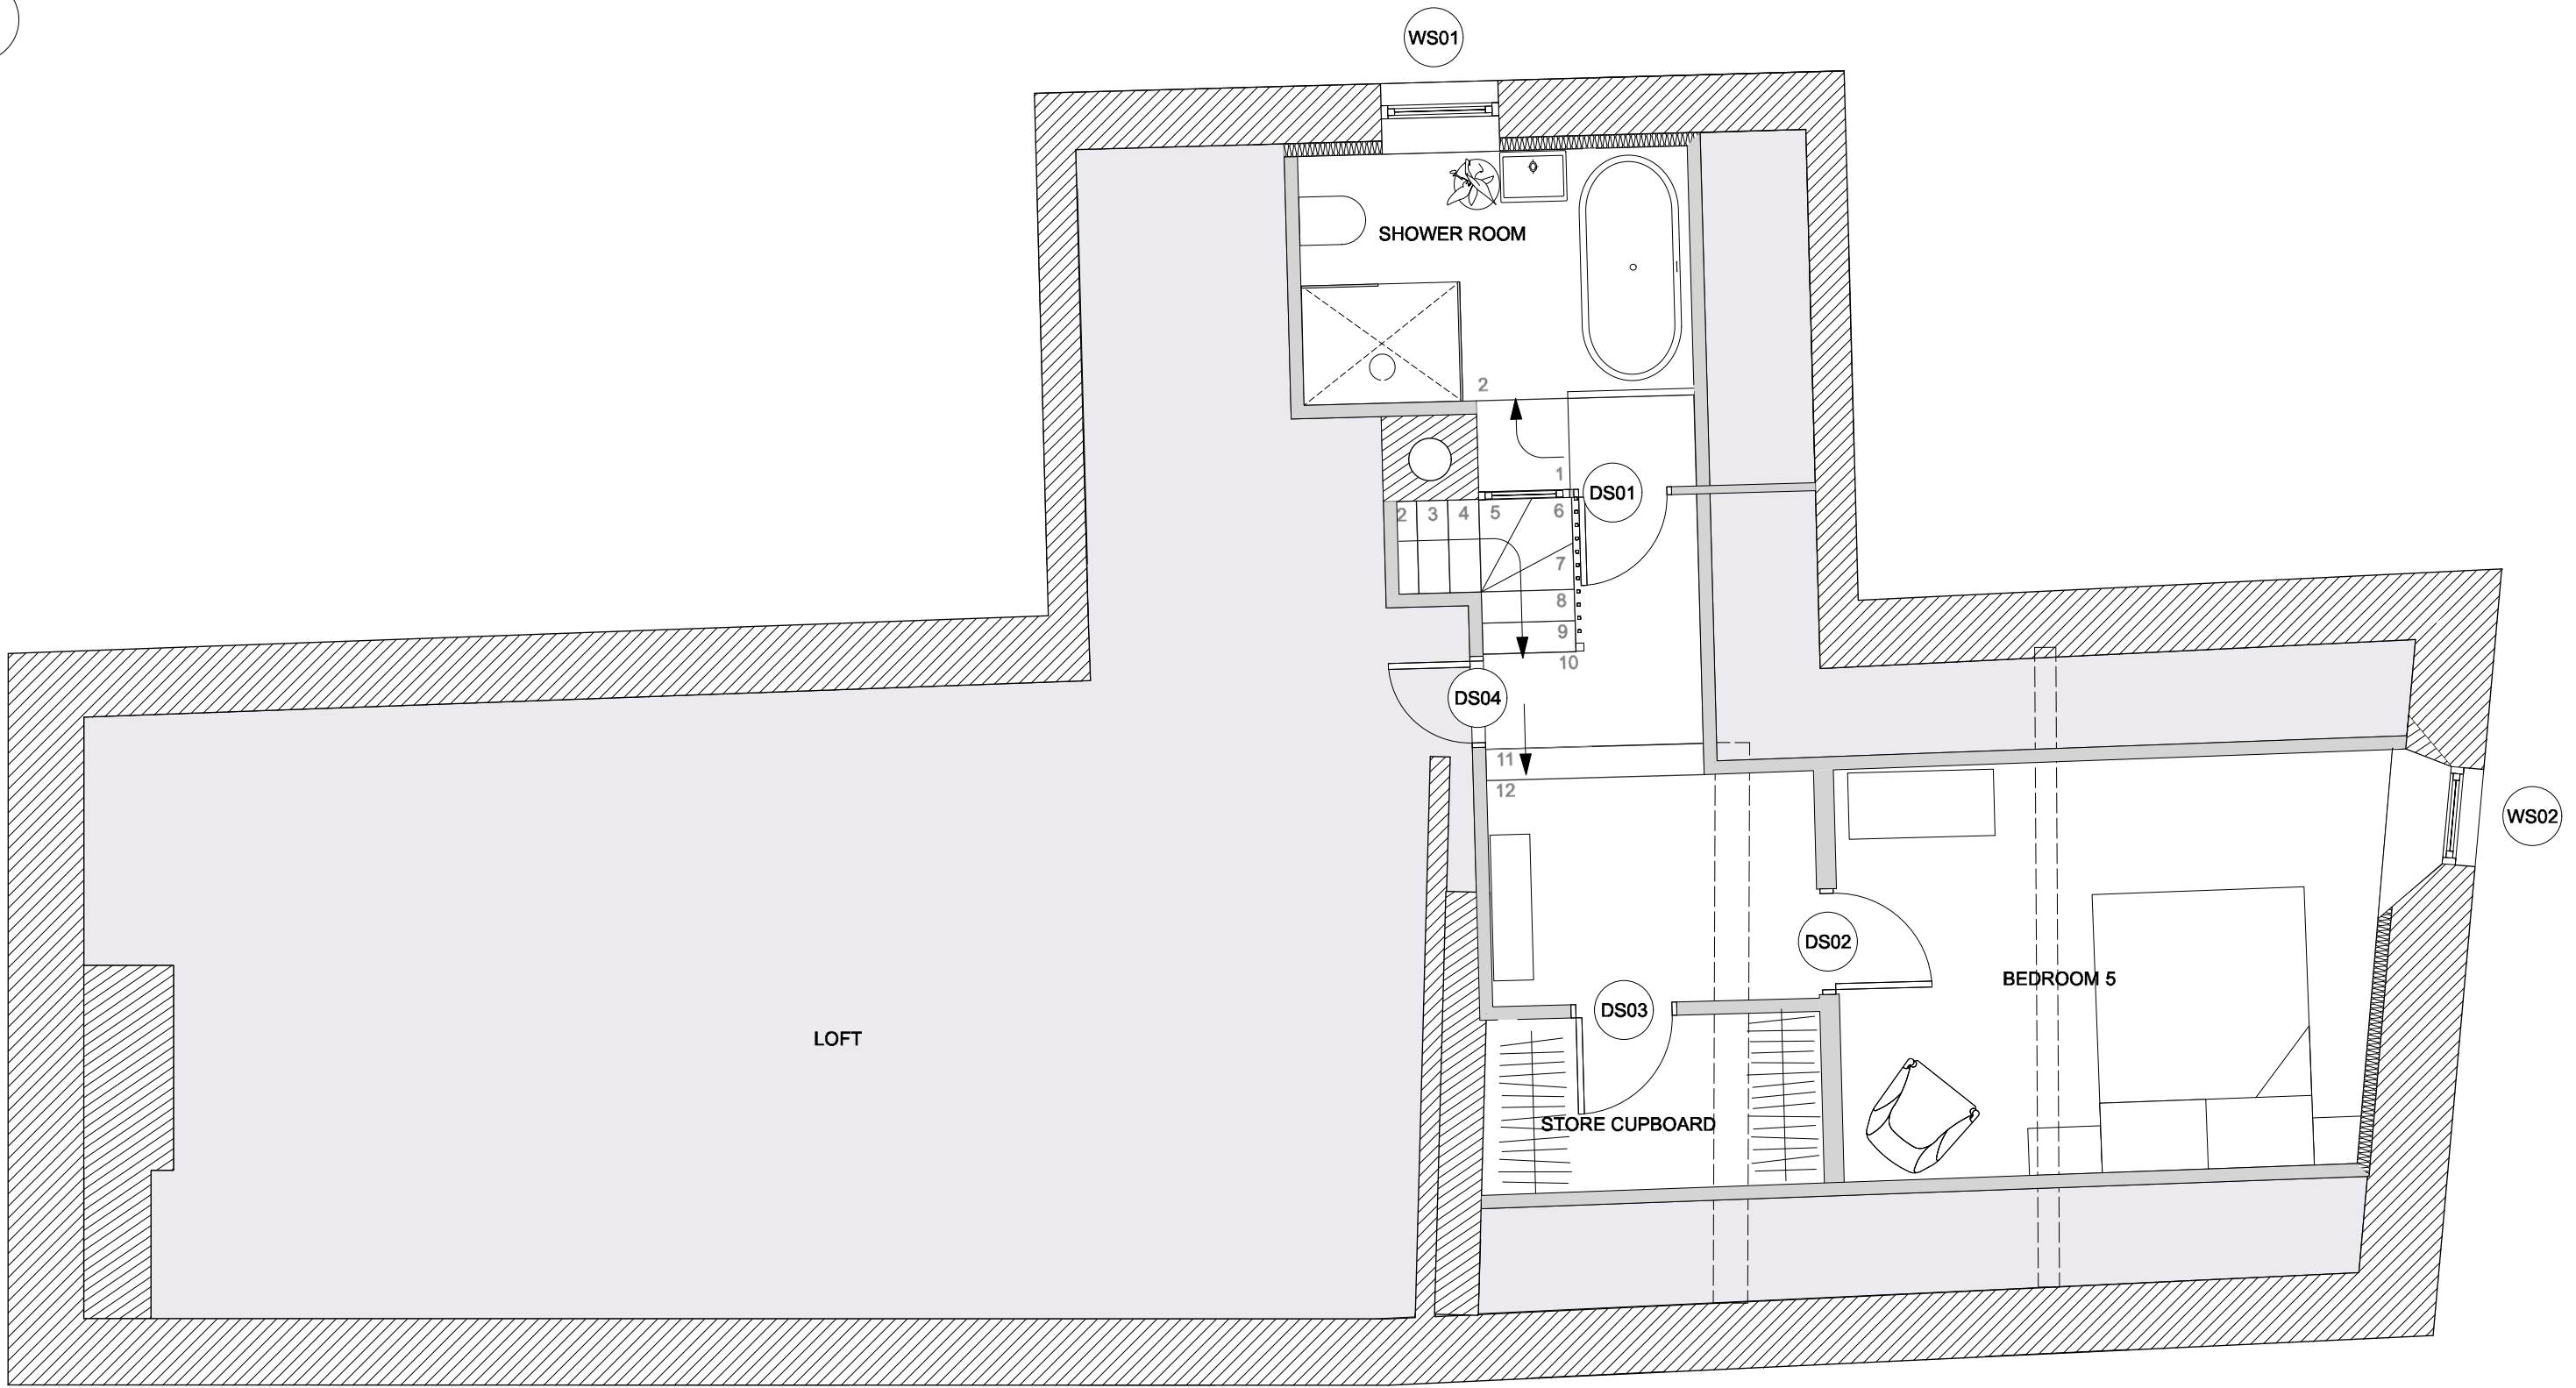 WS01
SHOWER ROOM
2
1
DS01
2 3 4 5 6
7
8
9
10
DS04
11
12
WS02
DS02
BEDROOM 5
DS03
LOFT
STORE CUPBOARD